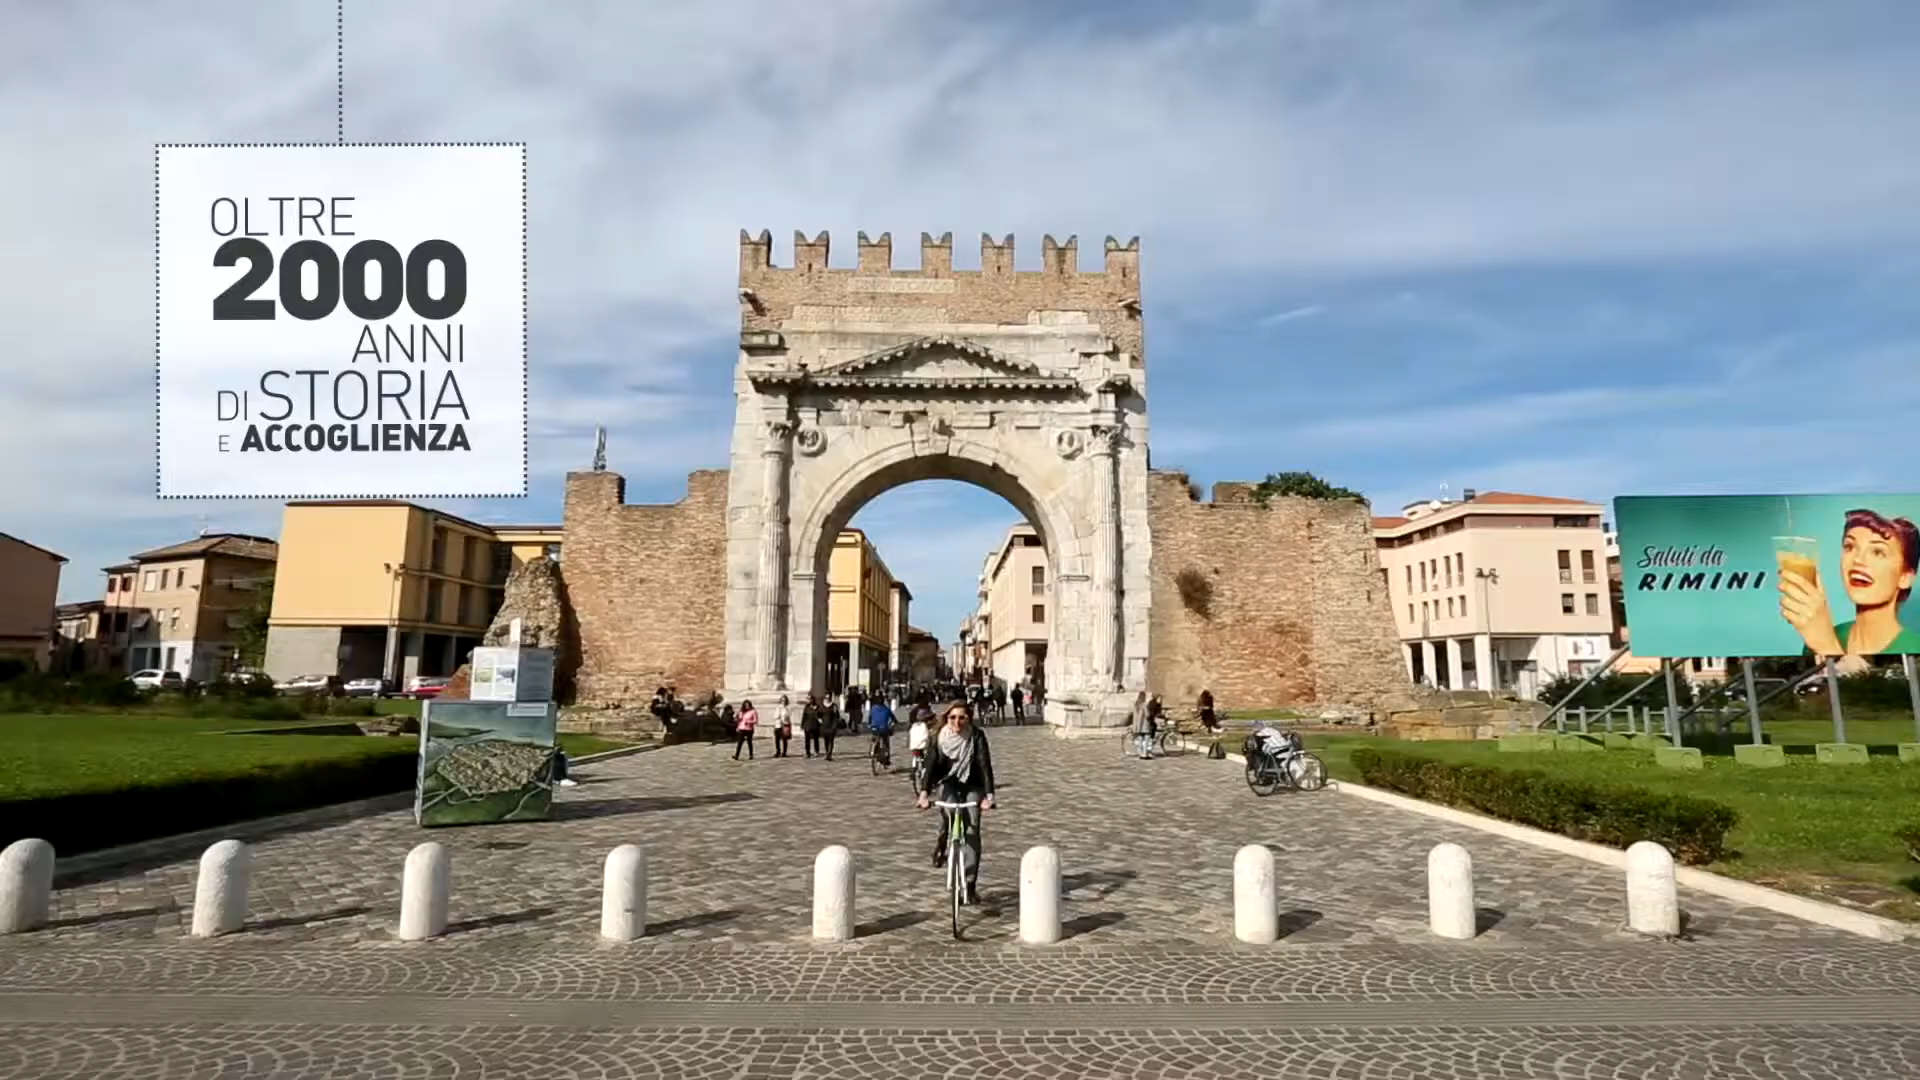 OLTRE
2000
ANNI
DI STORIA
E ACCOGLIENZA
Saluti da
RIMINI